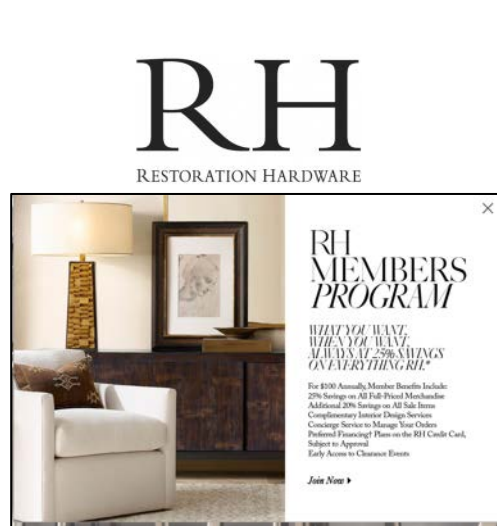 RH
RESTORATION HARDWARE
RH
MEMBERS
PROGRAM
WHAT YOU WANT,
WHEN YOU WANT,
ALWAYS AT 25% SAVINGS
ON EVERYTHING RH.*
For $100 Annually, Member Benefits Include:
25% Savings on All Full-Priced Merchandise
Additional 20% Savings on All Sale Items
Complimentary Interior Design Services
Concierge Service to Manage Your Orders
Preferred Financing† Plans on the RH Credit Card,
Subject to Approval
Early Access to Clearance Events
Join Now